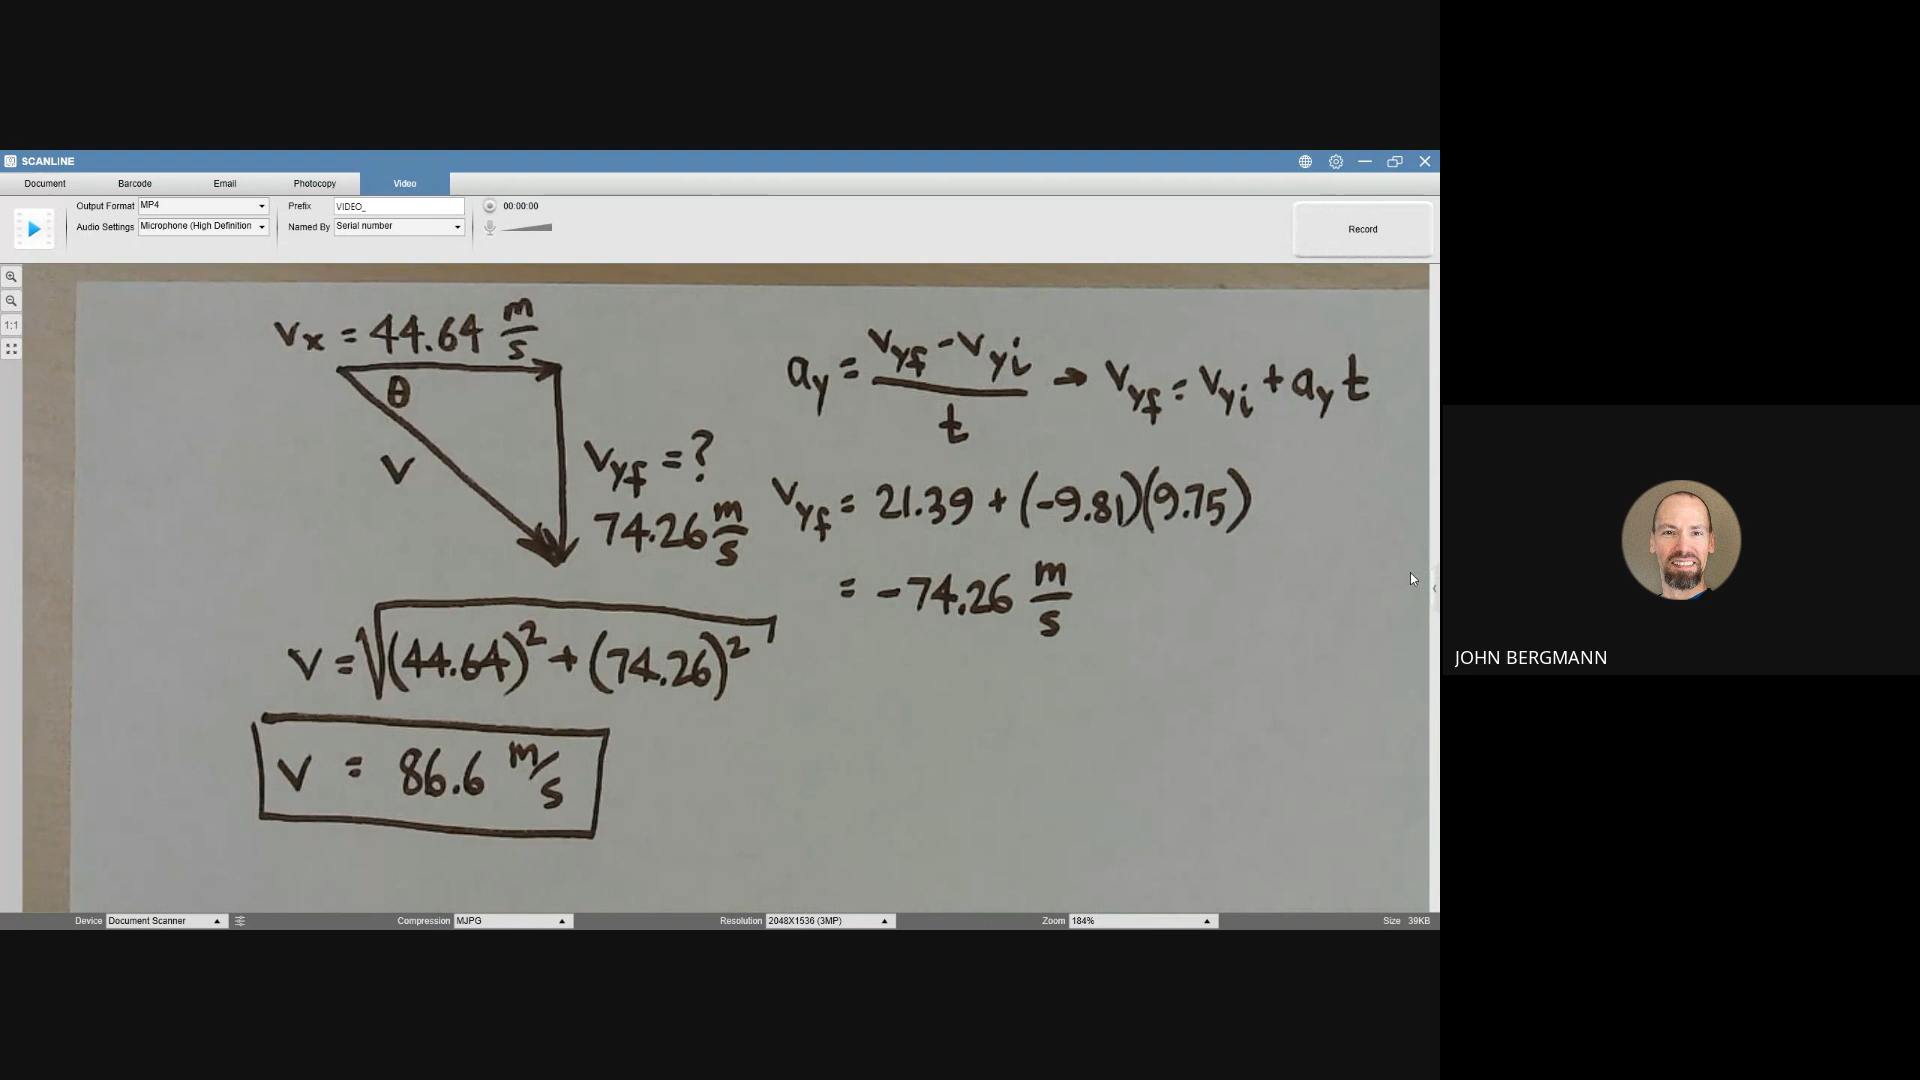 SCANLINE
Document Barcode Email Photocopy Video
Output Format MP4 Prefix VIDEO_ 00:00:00
Audio Settings Microphone (High Definition Named By Serial number
Record
1:1
vx = 44.64 m/s
θ
v
vyf = ?
74.26 m/s
v = √(44.64)² + (74.26)²
v = 86.6 m/s
ay = vyf - vyi / t → vyf = vyi + ay t
vyf = 21.39 + (-9.81)(9.75)
= -74.26 m/s
Device Document Scanner Compression MJPG Resolution 2048X1536 (3MP) Zoom 184% Size 39KB
JOHN BERGMANN